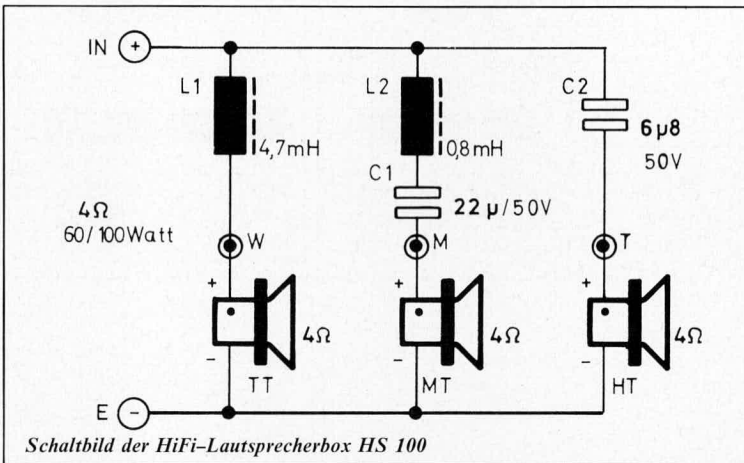 IN +
L1
L2
C2
4,7mH
0,8mH
6µ8
50V
C1
22 µ/50V
4Ω
60/100Watt
W
M
T
+
+
+
4Ω
4Ω
4Ω
−
−
−
TT
MT
HT
E −
Schaltbild der HiFi–Lautsprecherbox HS 100